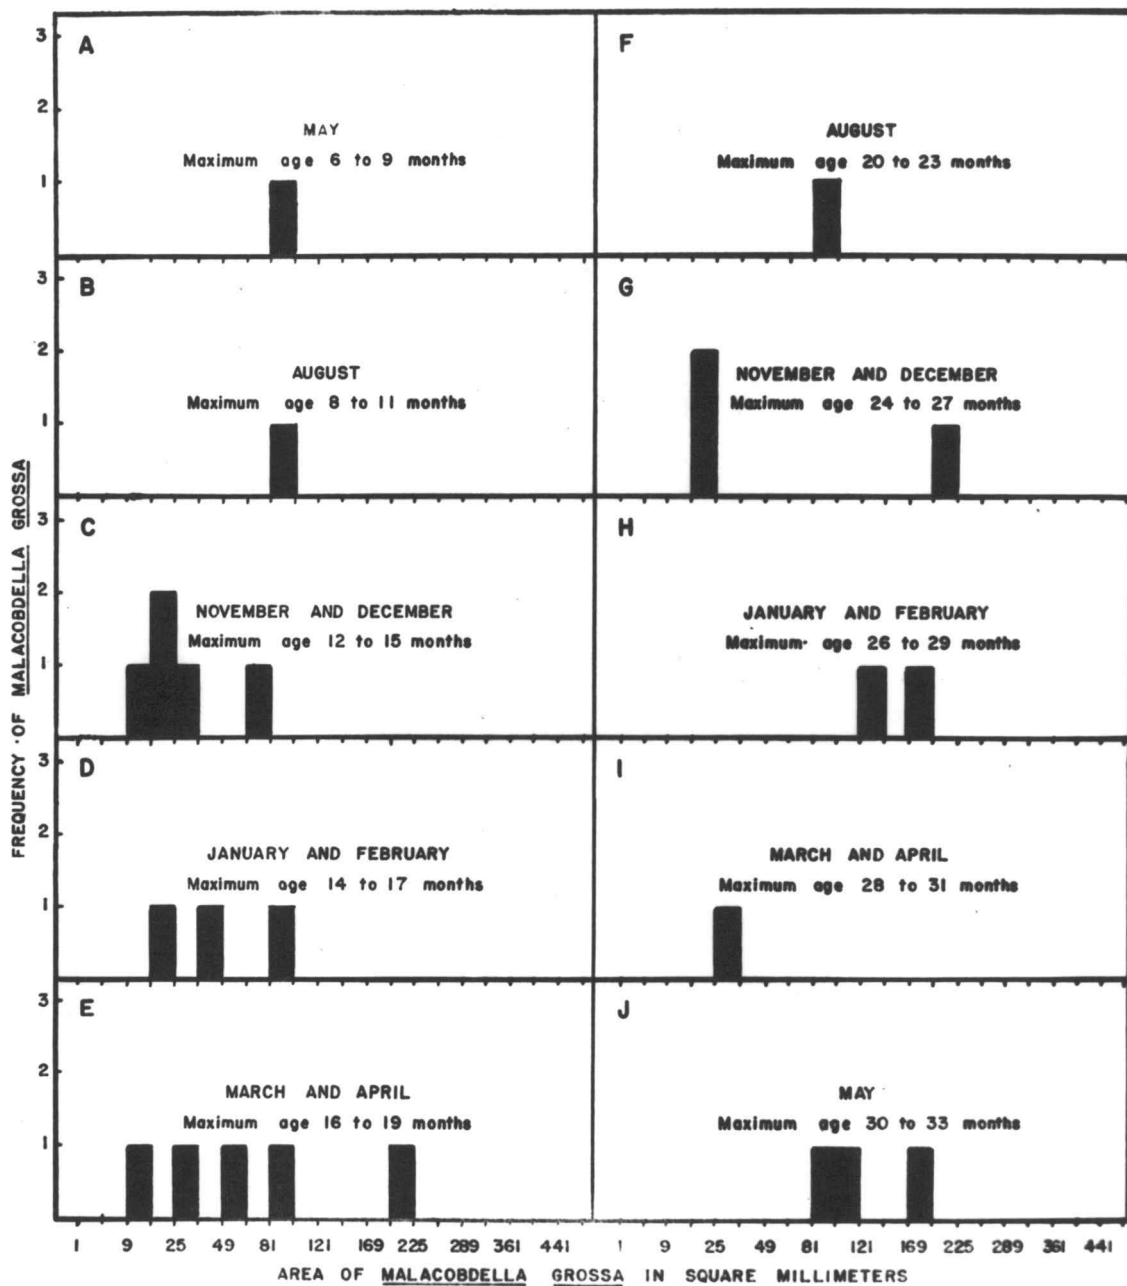 A
3
2
1
MAY
Maximum age 6 to 9 months
B
3
2
1
AUGUST
Maximum age 8 to 11 months
C
3
2
1
NOVEMBER AND DECEMBER
Maximum age 12 to 15 months
D
3
2
1
JANUARY AND FEBRUARY
Maximum age 14 to 17 months
E
3
2
1
MARCH AND APRIL
Maximum age 16 to 19 months
F
AUGUST
Maximum age 20 to 23 months
G
NOVEMBER AND DECEMBER
Maximum age 24 to 27 months
H
JANUARY AND FEBRUARY
Maximum age 26 to 29 months
I
MARCH AND APRIL
Maximum age 28 to 31 months
J
MAY
Maximum age 30 to 33 months
FREQUENCY OF MALACOBDELLA GROSSA
1 9 25 49 81 121 169 225 289 361 441
1 9 25 49 81 121 169 225 289 361 441
AREA OF MALACOBDELLA GROSSA IN SQUARE MILLIMETERS